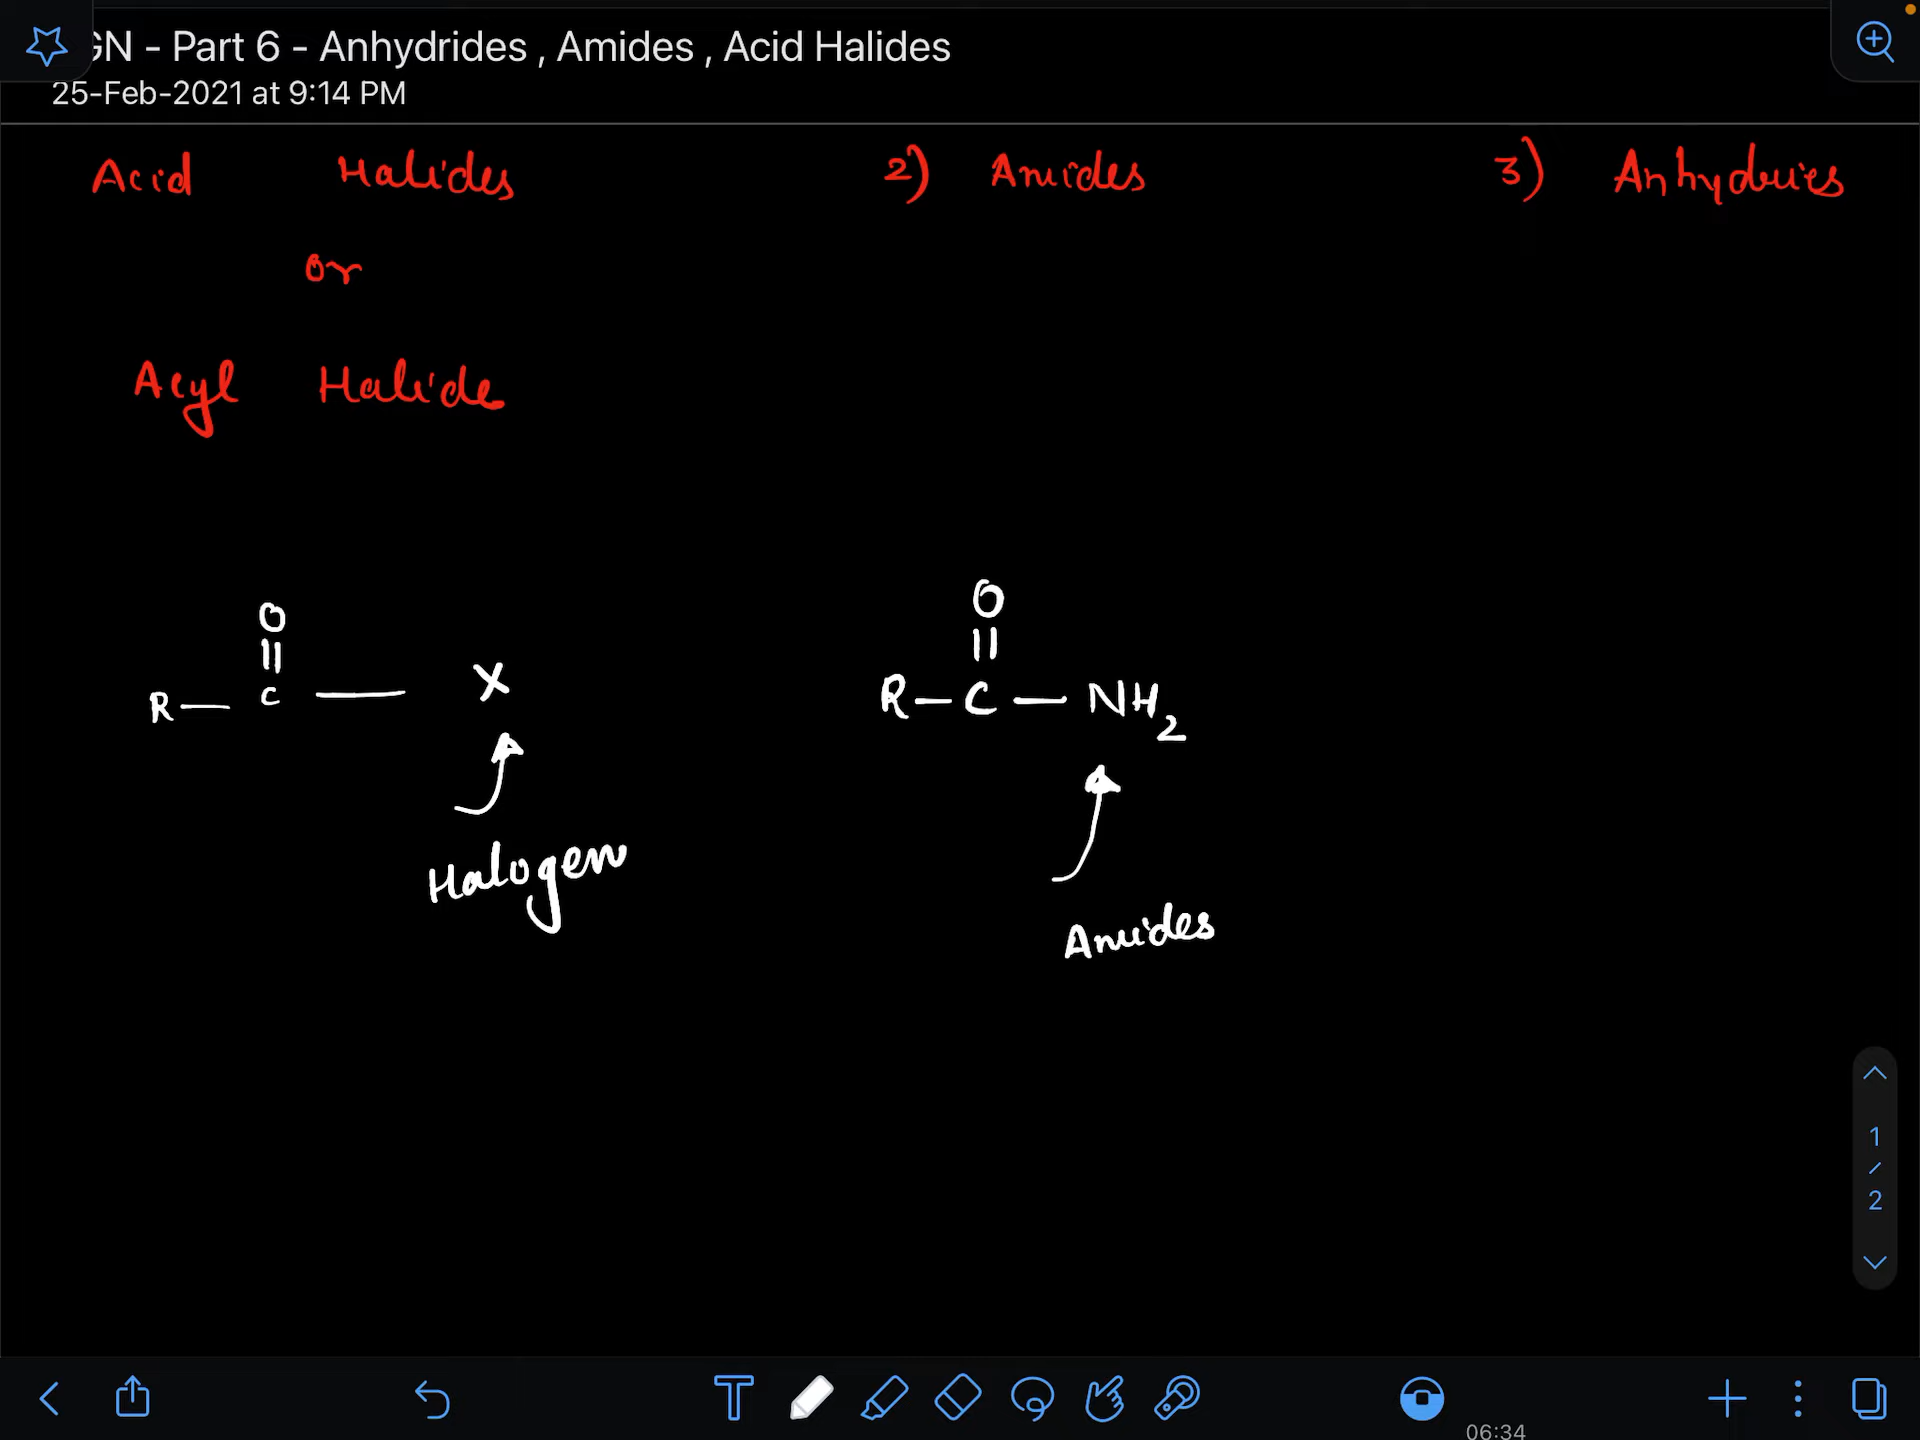 GN - Part 6 - Anhydrides , Amides , Acid Halides
25-Feb-2021 at 9:14 PM
Acid Halides 2) Amides 3) Anhydries
or
Acyl Halide
O O
|| ||
R — C — X R — C — NH2
Halogen
Amides
1
/
2
T
06:34